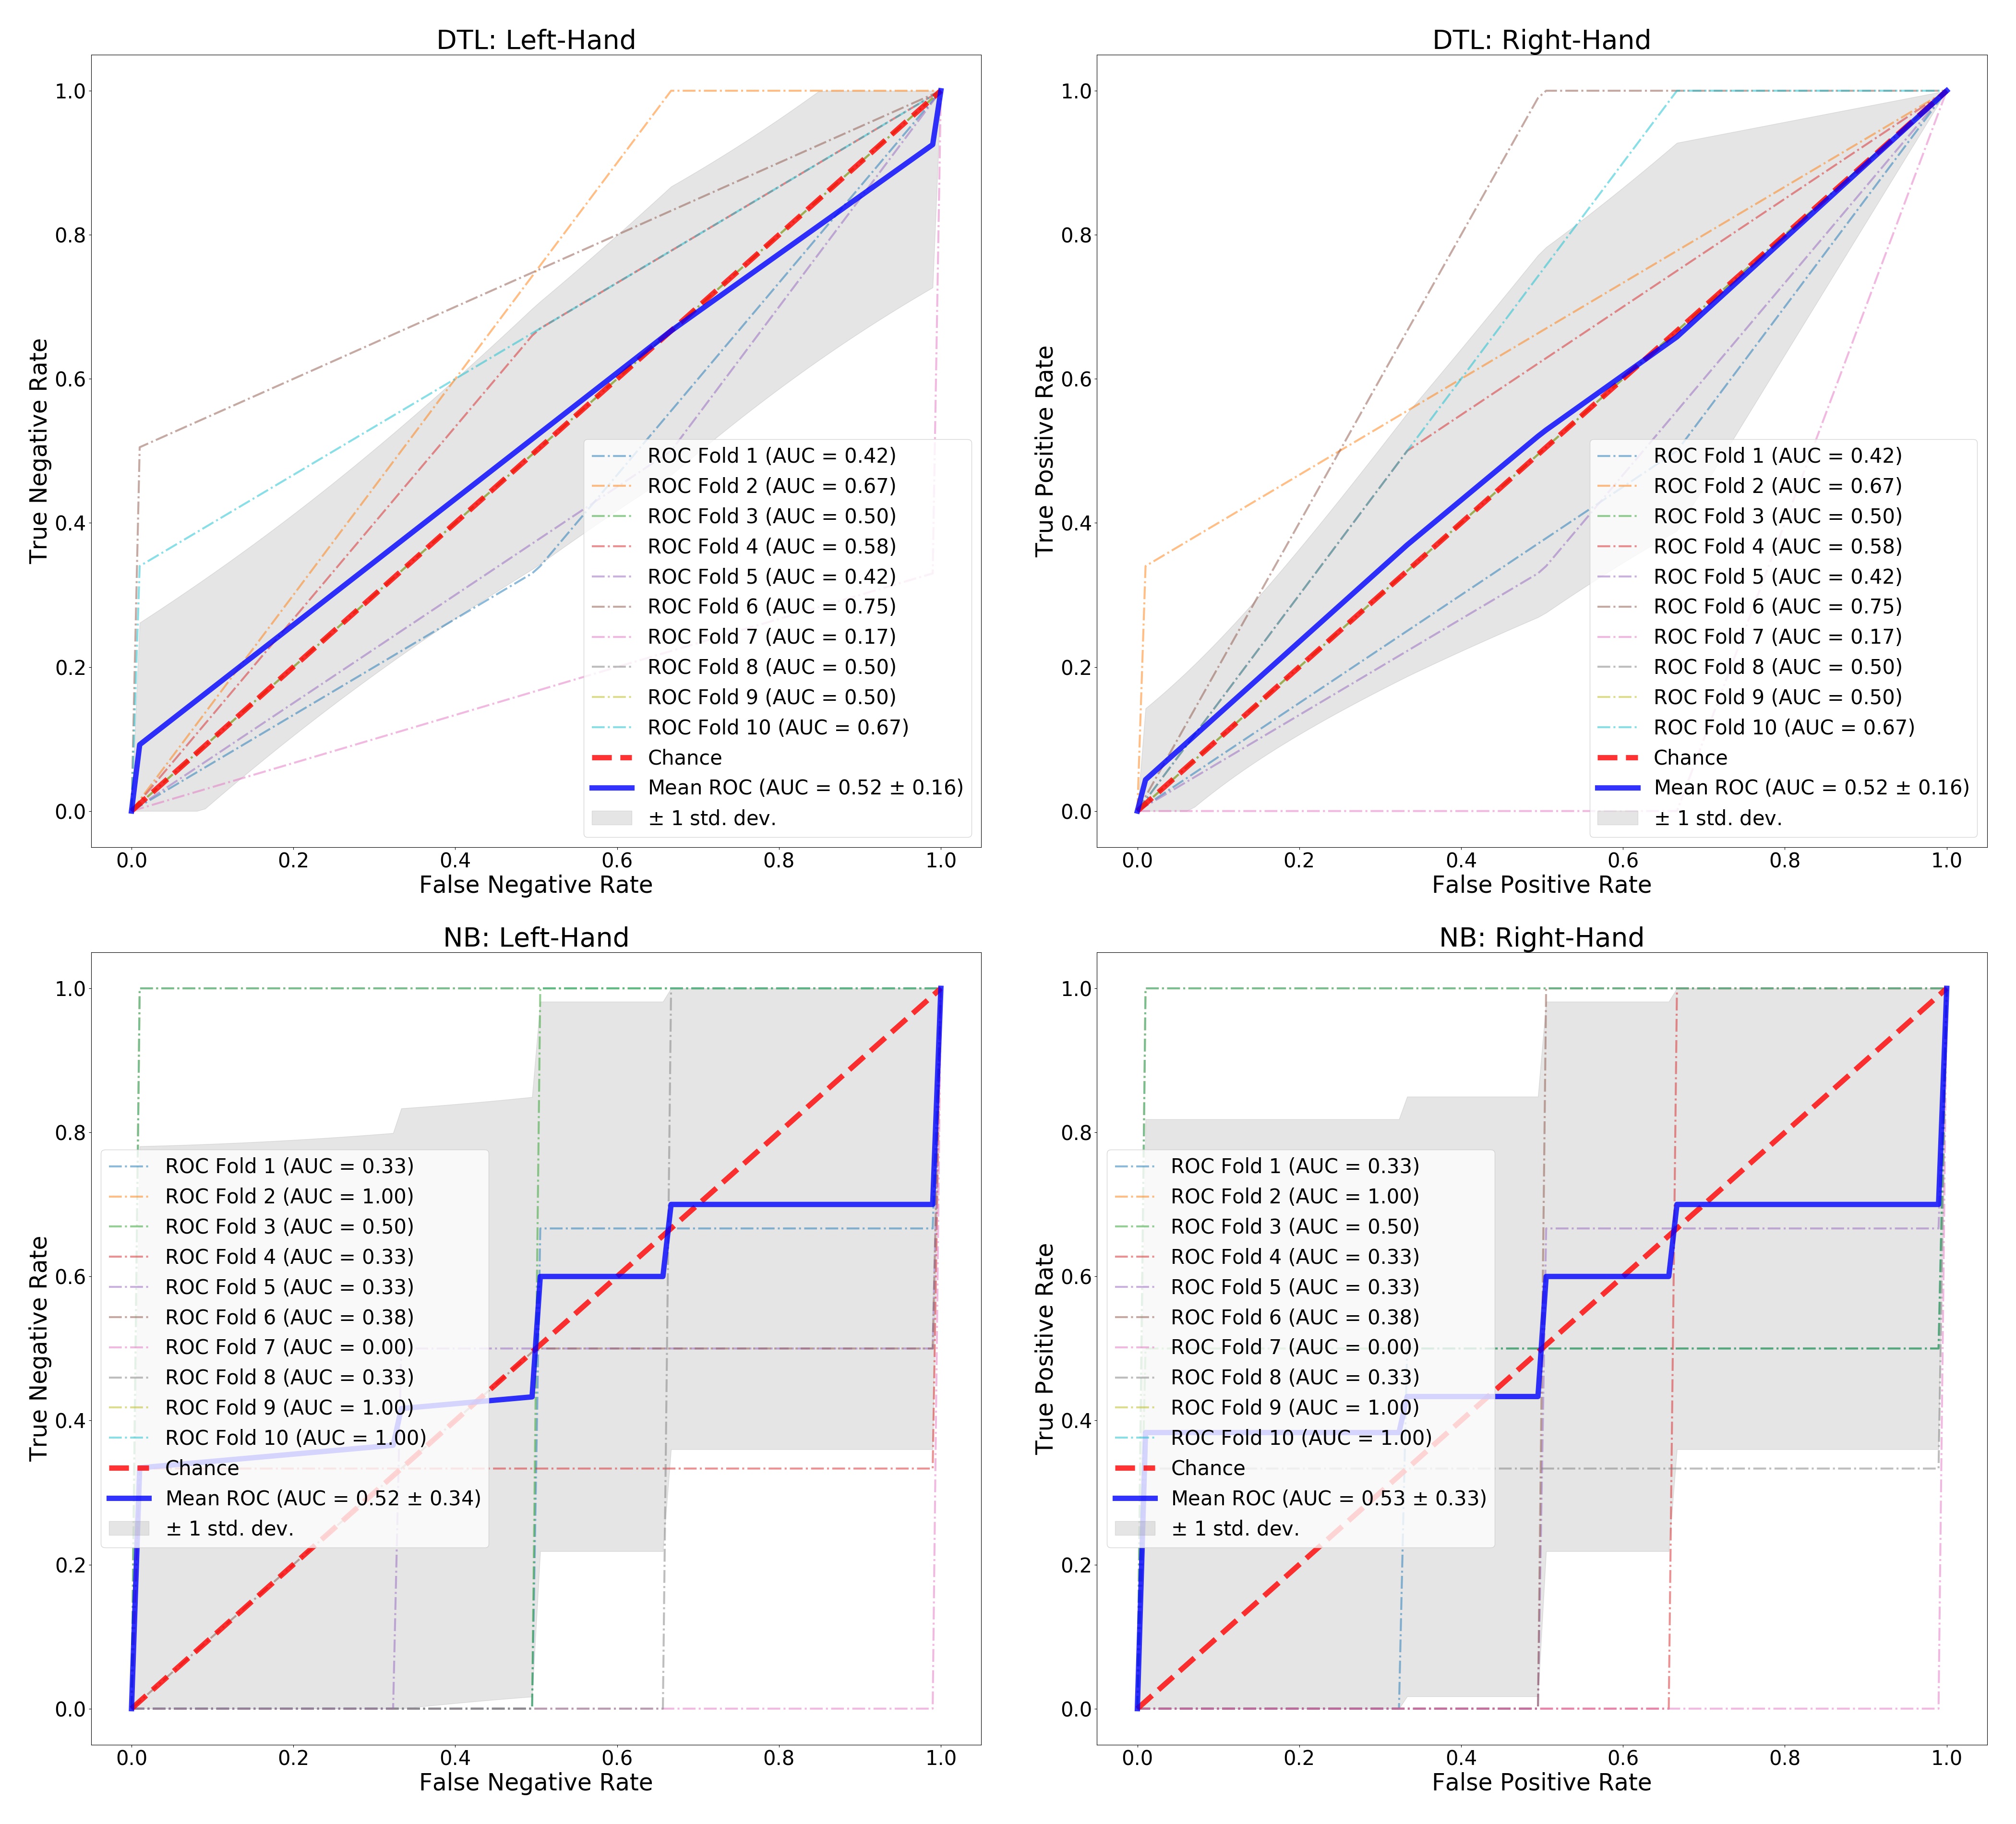 DTL: Left-Hand
True Negative Rate
1.0
0.8
0.6
0.4
0.2
0.0
ROC Fold 1 (AUC = 0.42)
ROC Fold 2 (AUC = 0.67)
ROC Fold 3 (AUC = 0.50)
ROC Fold 4 (AUC = 0.58)
ROC Fold 5 (AUC = 0.42)
ROC Fold 6 (AUC = 0.75)
ROC Fold 7 (AUC = 0.17)
ROC Fold 8 (AUC = 0.50)
ROC Fold 9 (AUC = 0.50)
ROC Fold 10 (AUC = 0.67)
Chance
Mean ROC (AUC = 0.52 ± 0.16)
± 1 std. dev.
0.0 0.2 0.4 0.6 0.8 1.0
False Negative Rate
DTL: Right-Hand
True Positive Rate
1.0
0.8
0.6
0.4
0.2
0.0
ROC Fold 1 (AUC = 0.42)
ROC Fold 2 (AUC = 0.67)
ROC Fold 3 (AUC = 0.50)
ROC Fold 4 (AUC = 0.58)
ROC Fold 5 (AUC = 0.42)
ROC Fold 6 (AUC = 0.75)
ROC Fold 7 (AUC = 0.17)
ROC Fold 8 (AUC = 0.50)
ROC Fold 9 (AUC = 0.50)
ROC Fold 10 (AUC = 0.67)
Chance
Mean ROC (AUC = 0.52 ± 0.16)
± 1 std. dev.
0.0 0.2 0.4 0.6 0.8 1.0
False Positive Rate
NB: Left-Hand
True Negative Rate
1.0
0.8
0.6
0.4
0.2
0.0
ROC Fold 1 (AUC = 0.33)
ROC Fold 2 (AUC = 1.00)
ROC Fold 3 (AUC = 0.50)
ROC Fold 4 (AUC = 0.33)
ROC Fold 5 (AUC = 0.33)
ROC Fold 6 (AUC = 0.38)
ROC Fold 7 (AUC = 0.00)
ROC Fold 8 (AUC = 0.33)
ROC Fold 9 (AUC = 1.00)
ROC Fold 10 (AUC = 1.00)
Chance
Mean ROC (AUC = 0.52 ± 0.34)
± 1 std. dev.
0.0 0.2 0.4 0.6 0.8 1.0
False Negative Rate
NB: Right-Hand
True Positive Rate
1.0
0.8
0.6
0.4
0.2
0.0
ROC Fold 1 (AUC = 0.33)
ROC Fold 2 (AUC = 1.00)
ROC Fold 3 (AUC = 0.50)
ROC Fold 4 (AUC = 0.33)
ROC Fold 5 (AUC = 0.33)
ROC Fold 6 (AUC = 0.38)
ROC Fold 7 (AUC = 0.00)
ROC Fold 8 (AUC = 0.33)
ROC Fold 9 (AUC = 1.00)
ROC Fold 10 (AUC = 1.00)
Chance
Mean ROC (AUC = 0.53 ± 0.33)
± 1 std. dev.
0.0 0.2 0.4 0.6 0.8 1.0
False Positive Rate